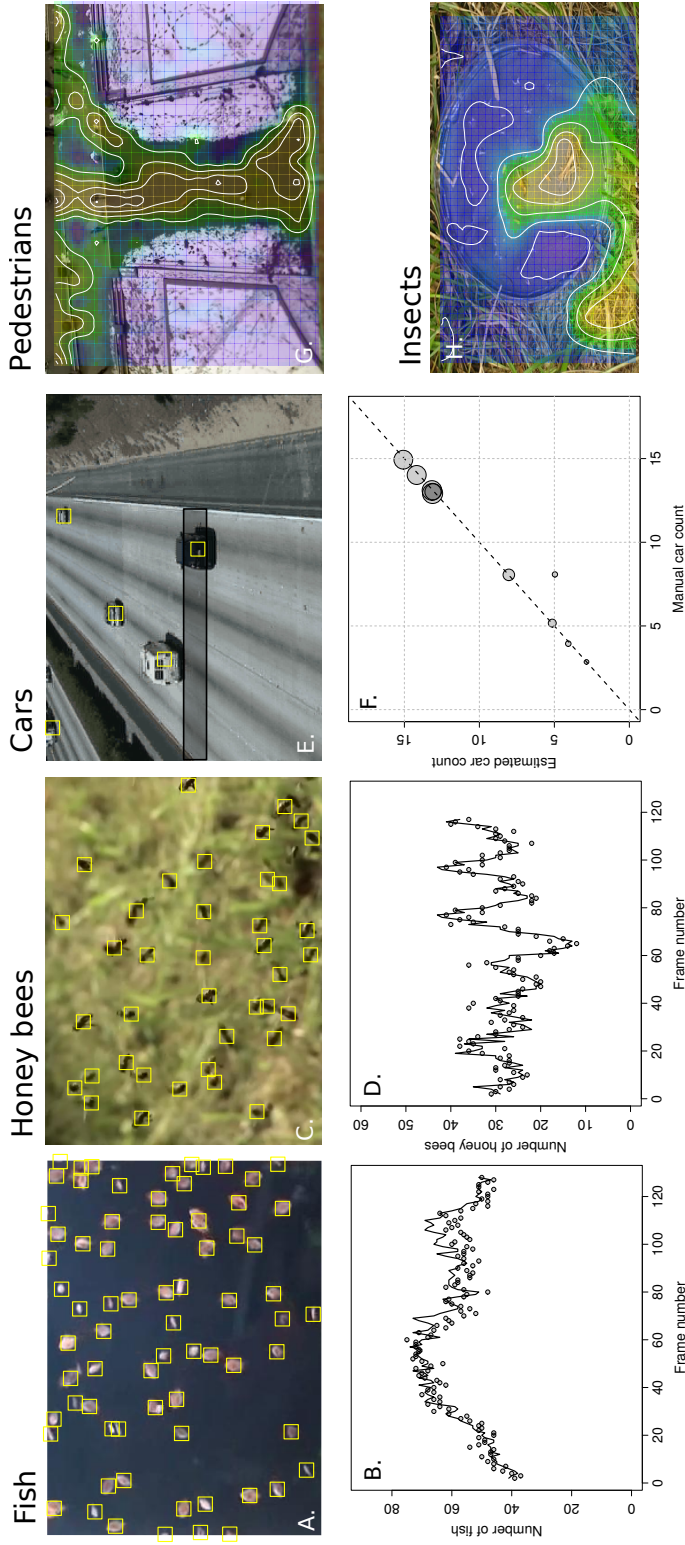 Fish
A.
B.
Number of fish
80
60
40
20
0
0
20
40
60
80
100
120
Frame number
Honey bees
C.
D.
Number of honey bees
60
50
40
30
20
10
0
0
20
40
60
80
100
120
Frame number
Cars
E.
F.
Estimated car count
15
10
5
0
0
5
10
15
Manual car count
Pedestrians
G.
Insects
H.